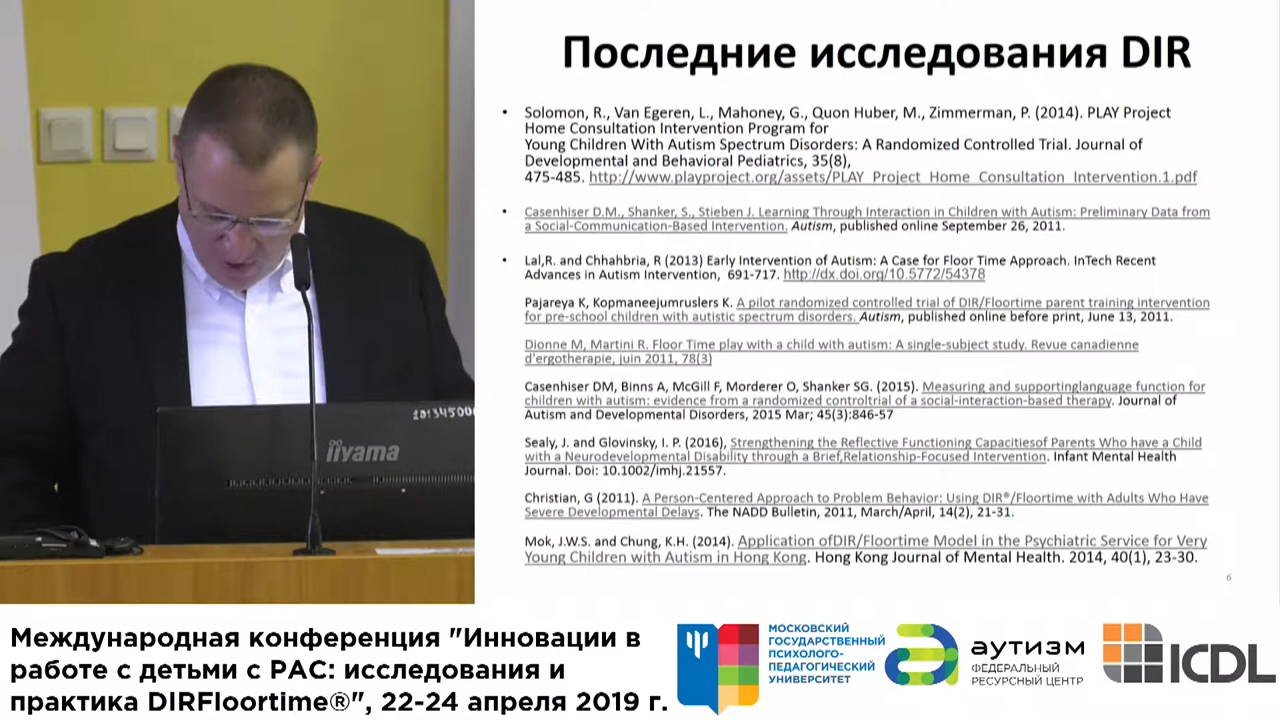 Последние исследования DIR
• Solomon, R., Van Egeren, L., Mahoney, G., Quon Huber, M., Zimmerman, P. (2014). PLAY Project
Home Consultation Intervention Program for
Young Children With Autism Spectrum Disorders: A Randomized Controlled Trial. Journal of
Developmental and Behavioral Pediatrics, 35(8),
475-485. http://www.playproject.org/assets/PLAY_Project_Home_Consultation_Intervention.1.pdf
• Casenhiser D.M., Shanker, S., Stieben J. Learning Through Interaction in Children with Autism: Preliminary Data from
a Social-Communication-Based Intervention. Autism, published online September 26, 2011.
• Lal,R. and Chhahbria, R (2013) Early Intervention of Autism: A Case for Floor Time Approach. InTech Recent
Advances in Autism Intervention, 691-717. http://dx.doi.org/10.5772/54378
Pajareya K, Kopmaneejumruslers K. A pilot randomized controlled trial of DIR/Floortime parent training intervention
for pre-school children with autistic spectrum disorders. Autism, published online before print, June 13, 2011.
Dionne M, Martini R. Floor Time play with a child with autism: A single-subject study. Revue canadienne
d'ergotherapie, juin 2011, 78(3)
Casenhiser DM, Binns A, McGill F, Morderer O, Shanker SG. (2015). Measuring and supportinglanguage function for
children with autism: evidence from a randomized controltrial of a social-interaction-based therapy. Journal of
Autism and Developmental Disorders, 2015 Mar; 45(3):846-57
Sealy, J. and Glovinsky, I. P. (2016), Strengthening the Reflective Functioning Capacitiesof Parents Who have a Child
with a Neurodevelopmental Disability through a Brief,Relationship-Focused Intervention. Infant Mental Health
Journal. Doi: 10.1002/imhj.21557.
Christian, G (2011). A Person-Centered Approach to Problem Behavior: Using DIR®/Floortime with Adults Who Have
Severe Developmental Delays. The NADD Bulletin, 2011, March/April, 14(2), 21-31.
Mok, J.W.S. and Chung, K.H. (2014). Application ofDIR/Floortime Model in the Psychiatric Service for Very
Young Children with Autism in Hong Kong. Hong Kong Journal of Mental Health. 2014, 40(1), 23-30.
6
iiyama
Международная конференция "Инновации в
работе с детьми с РАС: исследования и
практика DIRFloortime®", 22-24 апреля 2019 г.
МОСКОВСКИЙ
ГОСУДАРСТВЕННЫЙ
ПСИХОЛОГО-
ПЕДАГОГИЧЕСКИЙ
УНИВЕРСИТЕТ
аутизм
ФЕДЕРАЛЬНЫЙ
РЕСУРСНЫЙ ЦЕНТР
ICDL